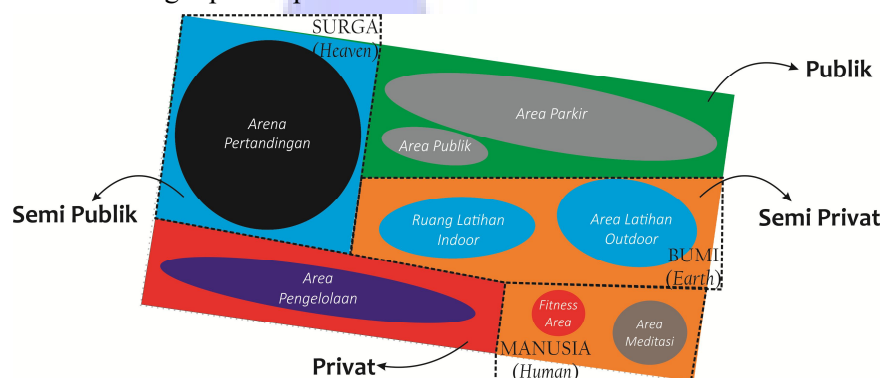 SURGA
(Heaven)
Publik
Area Parkir
Arena
Pertandingan
Area Publik
Semi Publik
Ruang Latihan
Indoor
Area Latihan
Outdoor
Semi Privat
BUMI
(Earth)
Area
Pengelolaan
Fitness
Area
Area
Meditasi
MANUSIA
(Human)
Privat